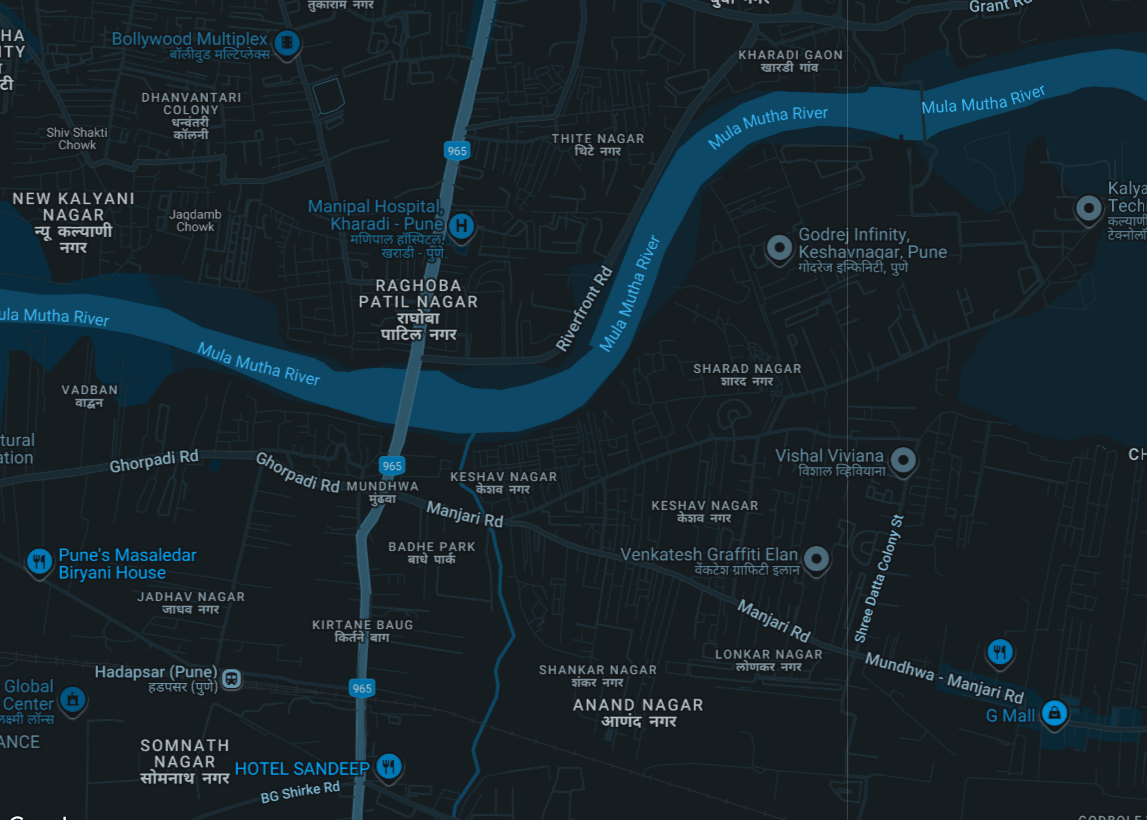 तुकाराम नगर
Grant Rd
Bollywood Multiplex
बॉलीवुड मल्टिप्लेक्स
KHARADI GAON
खारडी गांव
Mula Mutha River
Mula Mutha River
DHANVANTARI
COLONY
धन्वंतरी
कॉलनी
Shiv Shakti
Chowk
965
THITE NAGAR
थिटे नगर
NEW KALYANI
NAGAR
न्यू कल्याणी
नगर
Jagdamb
Chowk
Manipal Hospital,
Kharadi - Pune
मणिपाल हॉस्पिटल,
खराडी - पुणे
Godrej Infinity,
Keshavnagar, Pune
गोदरेज इन्फिनिटी, पुणे
RAGHOBA
PATIL NAGAR
राघोबा
पाटिल नगर
Riverfront Rd
Mula Mutha River
Mula Mutha River
Mula Mutha River
SHARAD NAGAR
शारद नगर
VADBAN
वाद्बन
Ghorpadi Rd
Ghorpadi Rd
965
MUNDHWA
मुंढवा
KESHAV NAGAR
केशव नगर
Vishal Viviana
विशाल व्हिवियाना
Manjari Rd
KESHAV NAGAR
केशव नगर
BADHE PARK
बाधे पार्क
Venkatesh Graffiti Elan
वेंकटेश ग्राफिटी इलान
Shree Datta Colony St
Pune's Masaledar
Biryani House
JADHAV NAGAR
जाधव नगर
KIRTANE BAUG
किर्तने बाग
Manjari Rd
LONKAR NAGAR
लोणकर नगर
Mundhwa - Manjari Rd
Hadapsar (Pune)
हडपसर (पुणे)
965
SHANKAR NAGAR
शंकर नगर
ANAND NAGAR
आणंद नगर
Global
Center
लक्ष्मी लॉन्स
G Mall
SOMNATH
NAGAR
सोमनाथ नगर
HOTEL SANDEEP
BG Shirke Rd